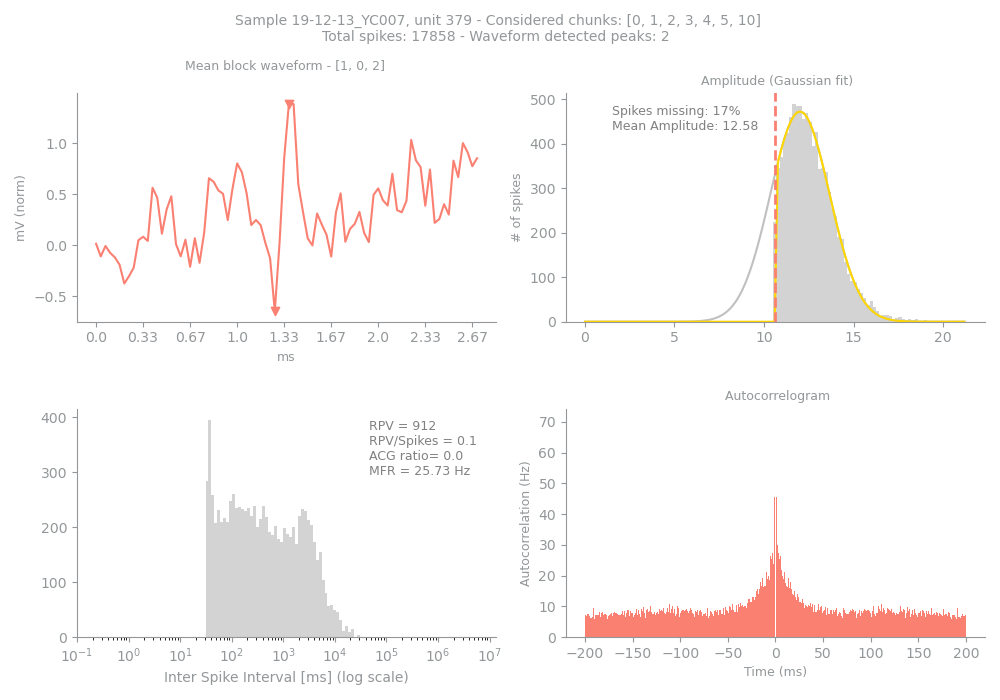 Sample 19-12-13_YC007, unit 379 - Considered chunks: [0, 1, 2, 3, 4, 5, 10]
Total spikes: 17858 - Waveform detected peaks: 2
Mean block waveform - [1, 0, 2]
mV (norm)
1.0
0.5
0.0
−0.5
0.0 0.33 0.67 1.0 1.33 1.67 2.0 2.33 2.67
ms
Amplitude (Gaussian fit)
Spikes missing: 17%
Mean Amplitude: 12.58
# of spikes
500
400
300
200
100
0
0 5 10 15 20
RPV = 912
RPV/Spikes = 0.1
ACG ratio= 0.0
MFR = 25.73 Hz
400
300
200
100
0
10⁻¹ 10⁰ 10¹ 10² 10³ 10⁴ 10⁵ 10⁶ 10⁷
Inter Spike Interval [ms] (log scale)
Autocorrelogram
Autocorrelation (Hz)
70
60
50
40
30
20
10
0
−200 −150 −100 −50 0 50 100 150 200
Time (ms)